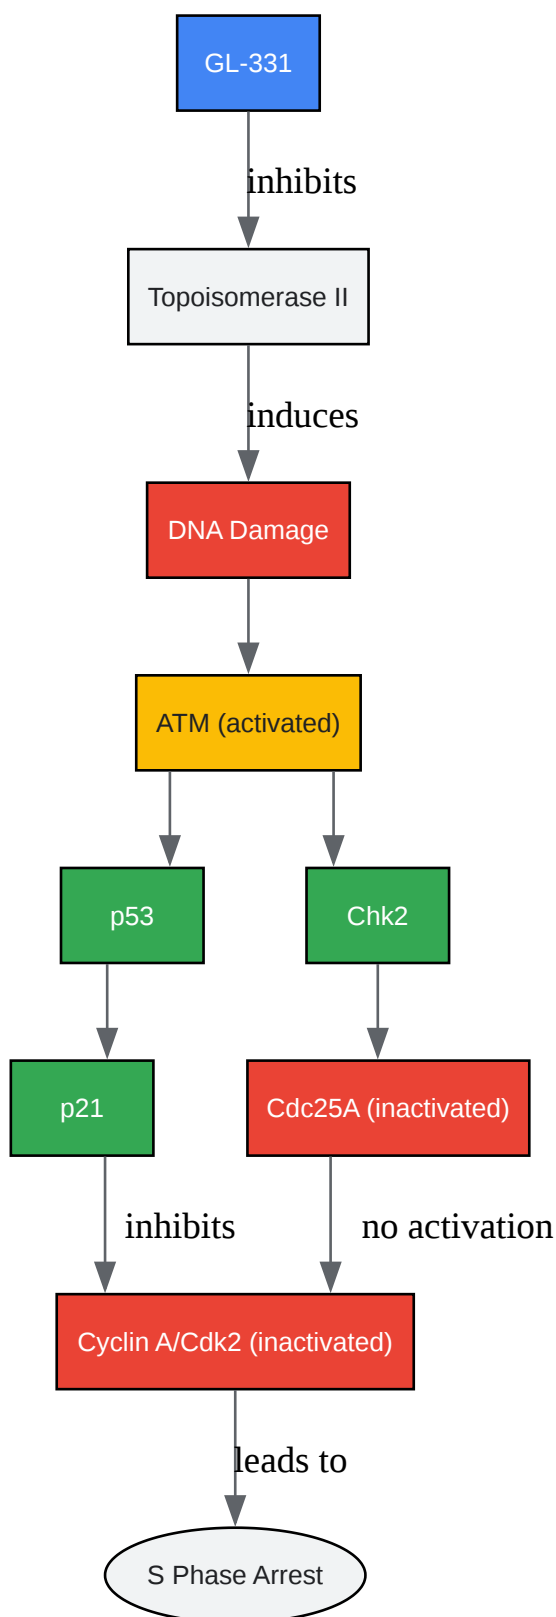 GL-331
inhibits
Topoisomerase II
induces
DNA Damage
ATM (activated)
p53
Chk2
p21
Cdc25A (inactivated)
inhibits
no activation
Cyclin A/Cdk2 (inactivated)
leads to
S Phase Arrest